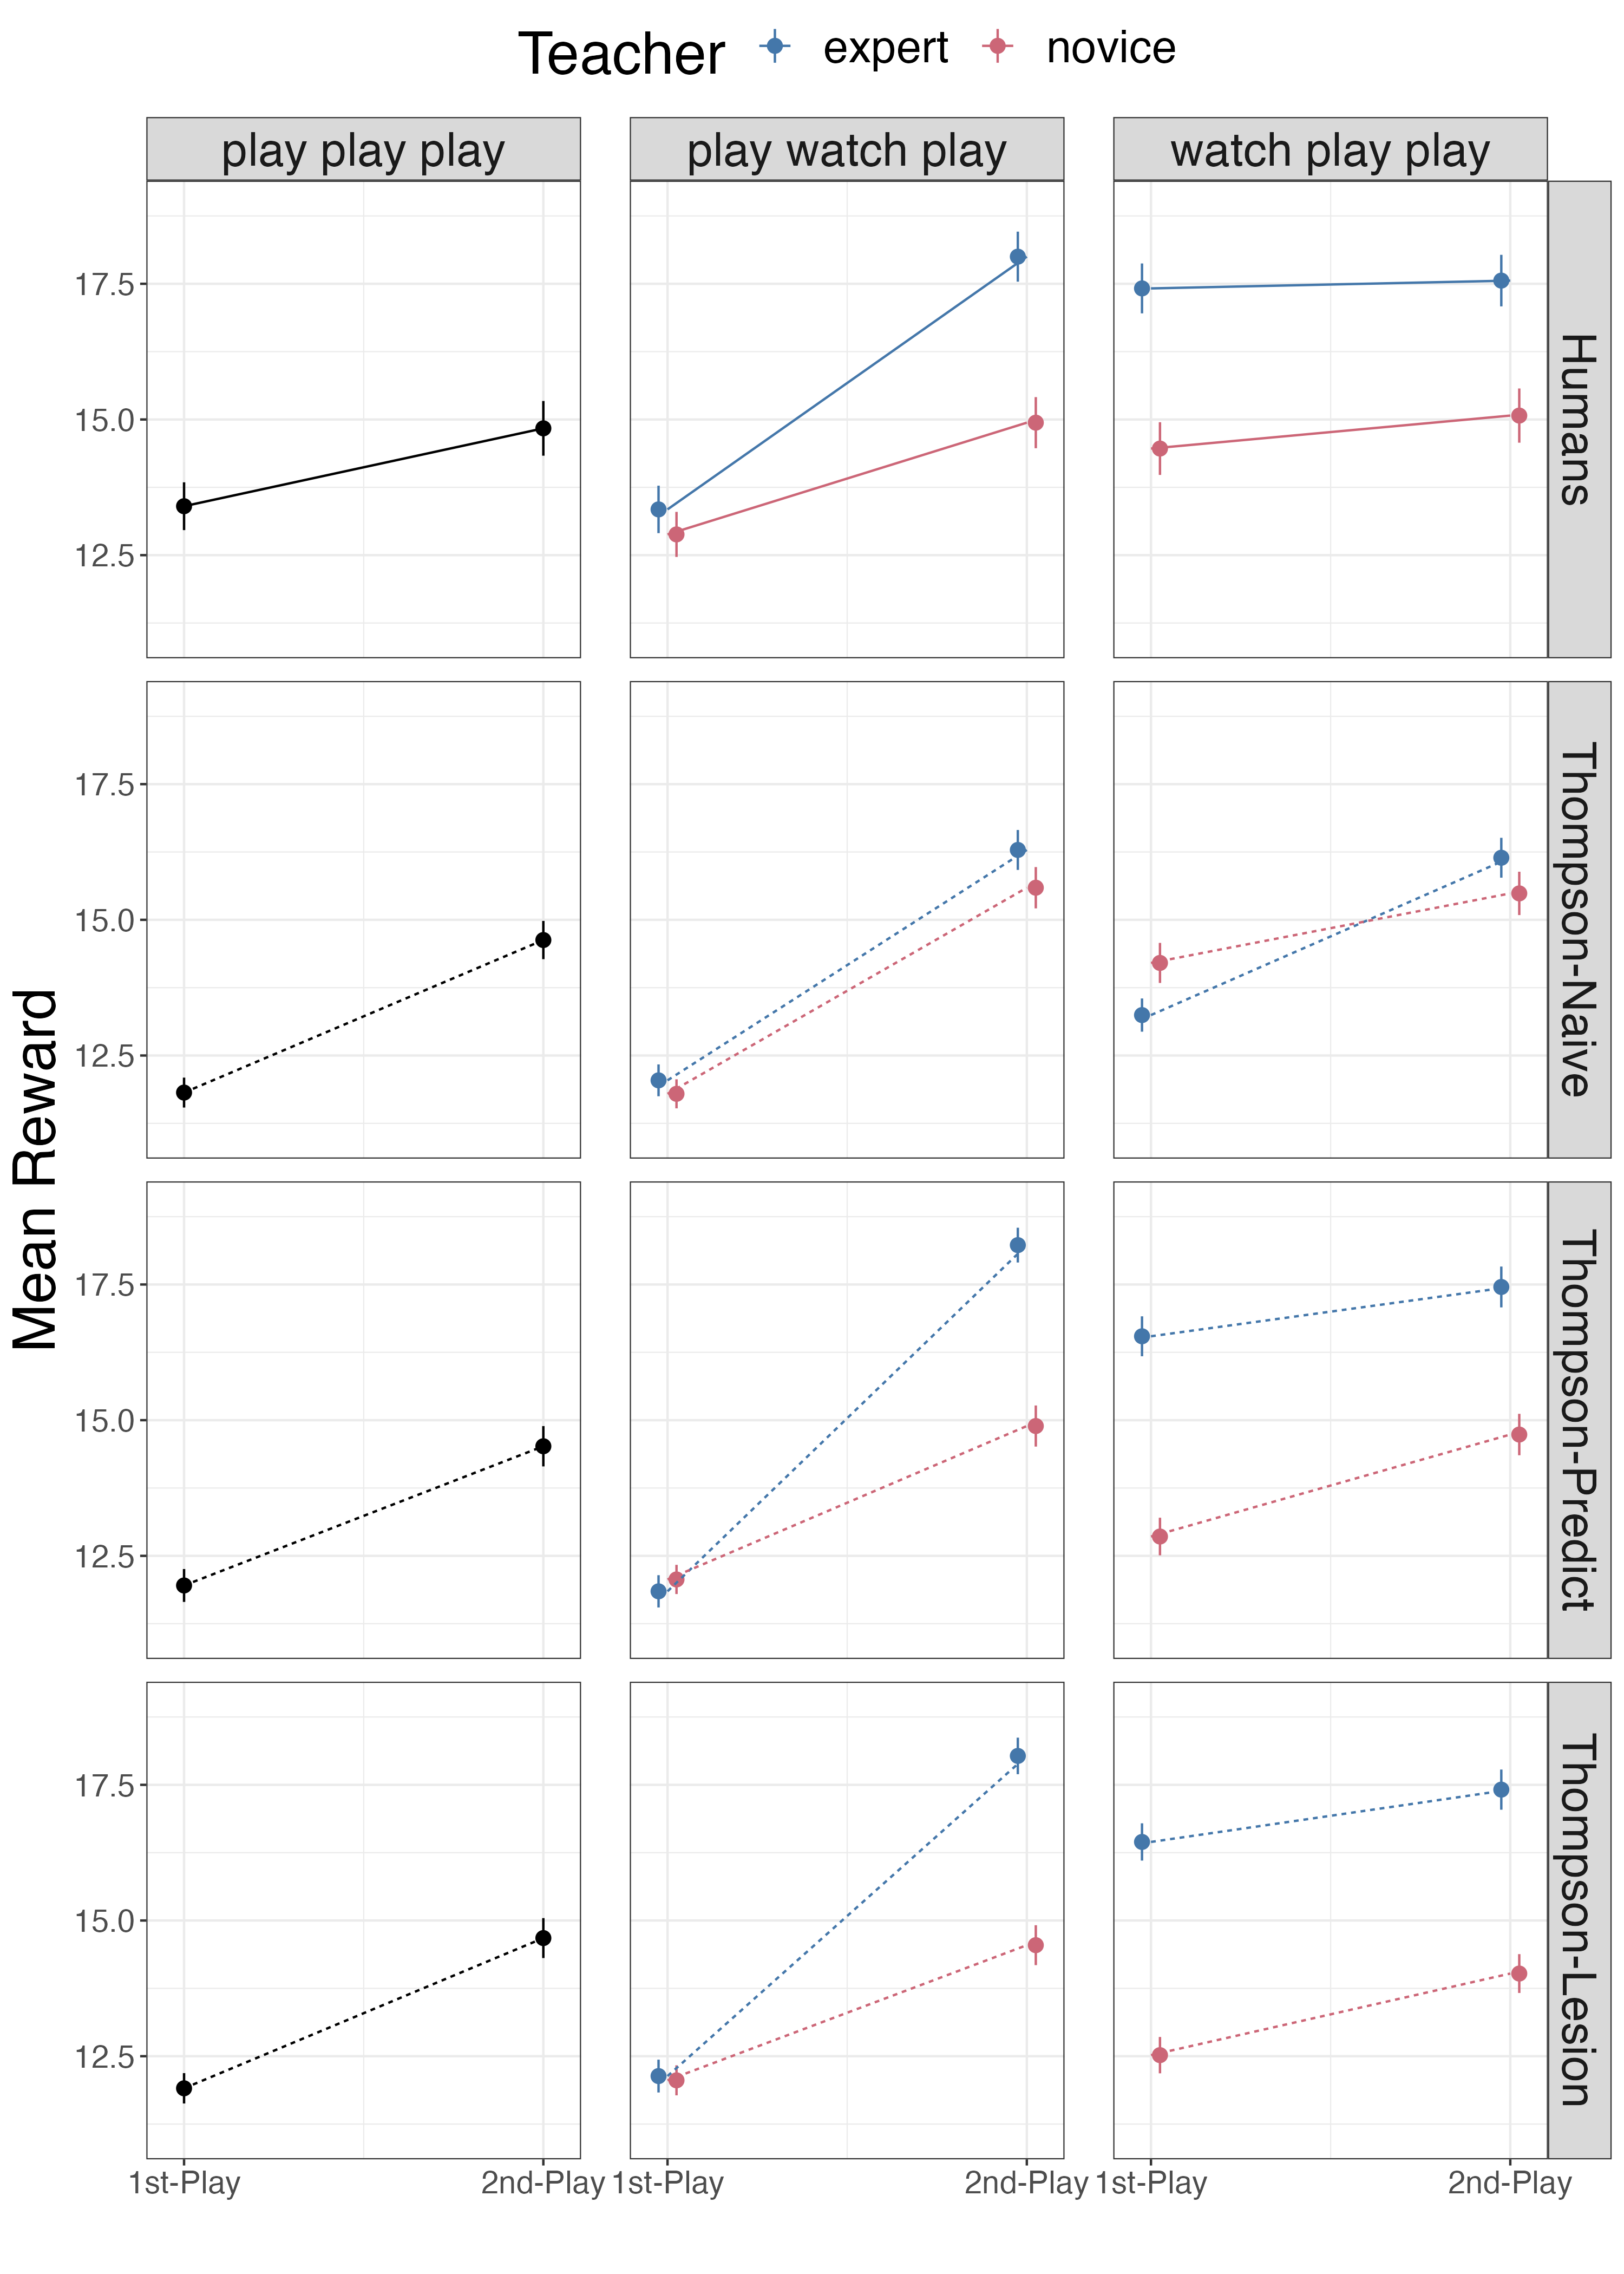 Teacher expert novice
play play play
play watch play
watch play play
Mean Reward
17.5
15.0
12.5
Humans
17.5
15.0
12.5
Thompson-Naive
17.5
15.0
12.5
Thompson-Predict
17.5
15.0
12.5
Thompson-Lesion
1st-Play 2nd-Play 1st-Play 2nd-Play 1st-Play 2nd-Play